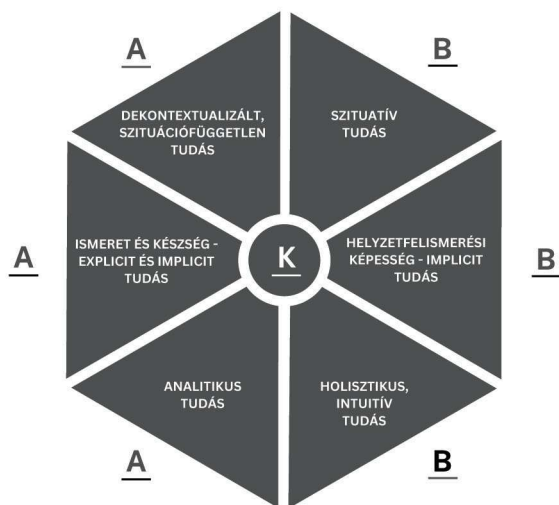 A
B
DEKONTEXTUALIZÁLT,
SZITUÁCIÓFÜGGETLEN
TUDÁS
SZITUATÍV
TUDÁS
A
ISMERET ÉS KÉSZSÉG -
EXPLICIT ÉS IMPLICIT
TUDÁS
K
HELYZETFELISMERÉSI
KÉPESSÉG - IMPLICIT
TUDÁS
B
ANALITIKUS
TUDÁS
HOLISZTIKUS,
INTUITÍV
TUDÁS
A
B